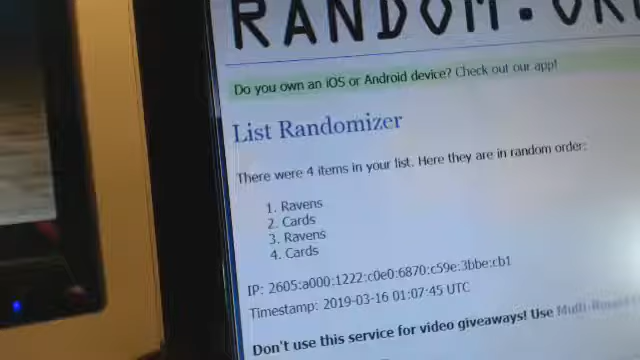 RANDOM.ORG
Do you own an iOS or Android device? Check out our app!
List Randomizer
There were 4 items in your list. Here they are in random order:
1. Ravens
2. Cards
3. Ravens
4. Cards
IP: 2605:a000:1222:c0e0:6870:c59e:3bbe:cb1
Timestamp: 2019-03-16 01:07:45 UTC
Don't use this service for video giveaways! Use